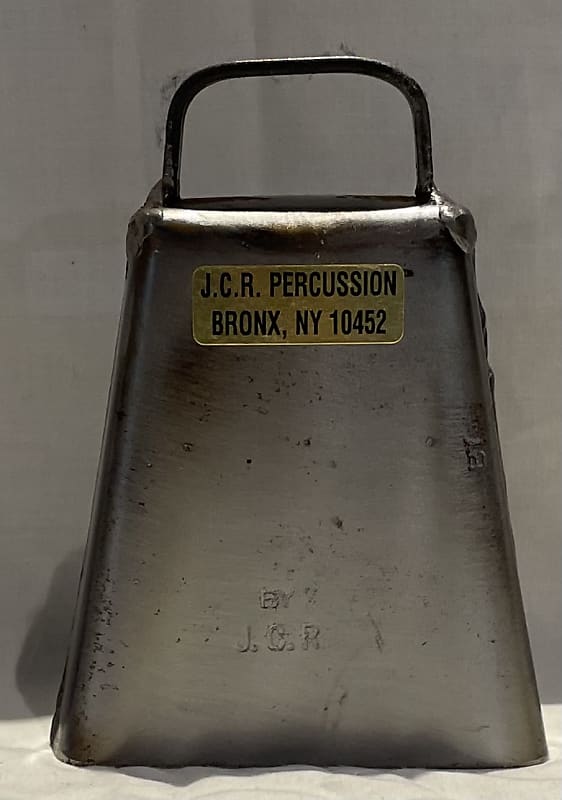 J.C.R. PERCUSSION
BRONX, NY 10452
BY
J.C.R